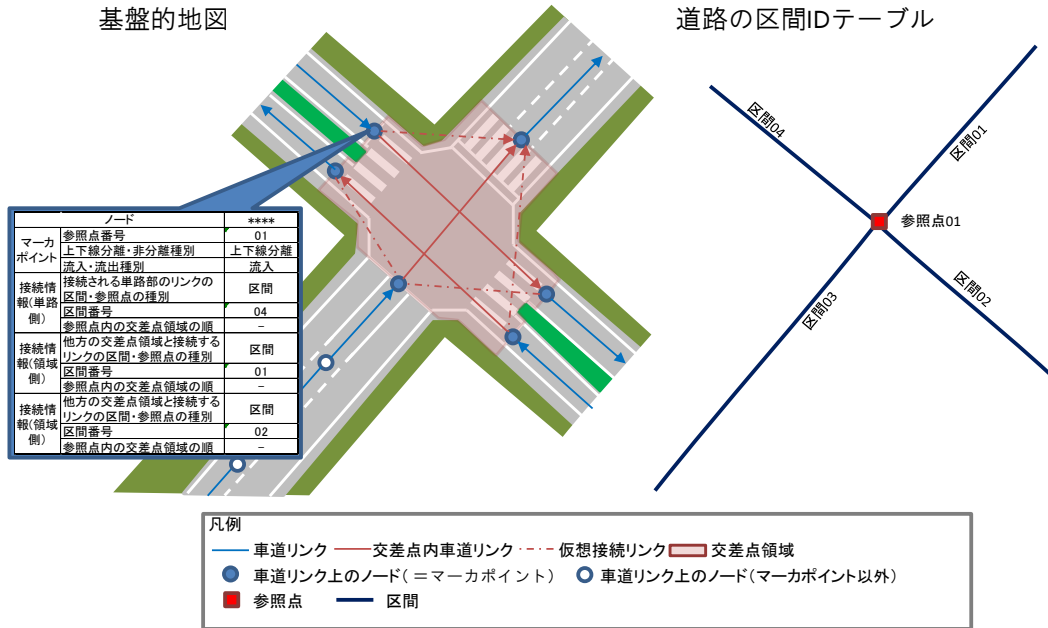 基盤的地図
道路の区間IDテーブル
ノード ****
マーカポイント
参照点番号 01
上下線分離・非分離種別 上下線分離
流入・流出種別 流入
接続情報(単路側)
接続される単路部のリンクの区間・参照点の種別 区間
区間番号 04
参照点内の交差点領域の順 −
接続情報(領域側)
他方の交差点領域と接続するリンクの区間・参照点の種別 区間
区間番号 01
参照点内の交差点領域の順 −
接続情報(領域側)
他方の交差点領域と接続するリンクの区間・参照点の種別 区間
区間番号 02
参照点内の交差点領域の順 −
区間04
区間01
参照点01
区間03
区間02
凡例
車道リンク 交差点内車道リンク 仮想接続リンク 交差点領域
車道リンク上のノード(＝マーカポイント) 車道リンク上のノード(マーカポイント以外)
参照点 区間